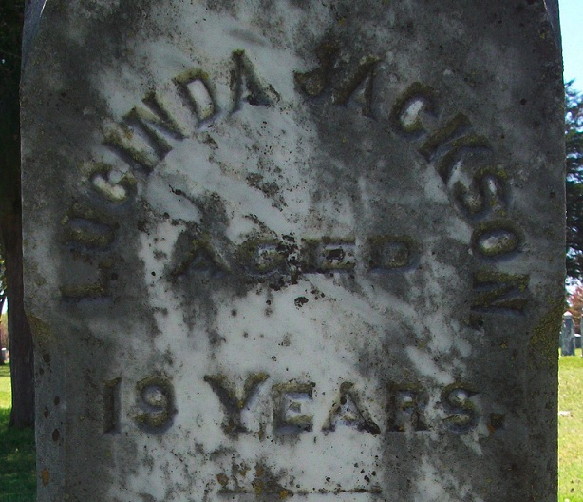 LUCINDA JACKSON
AGED
19 YEARS.